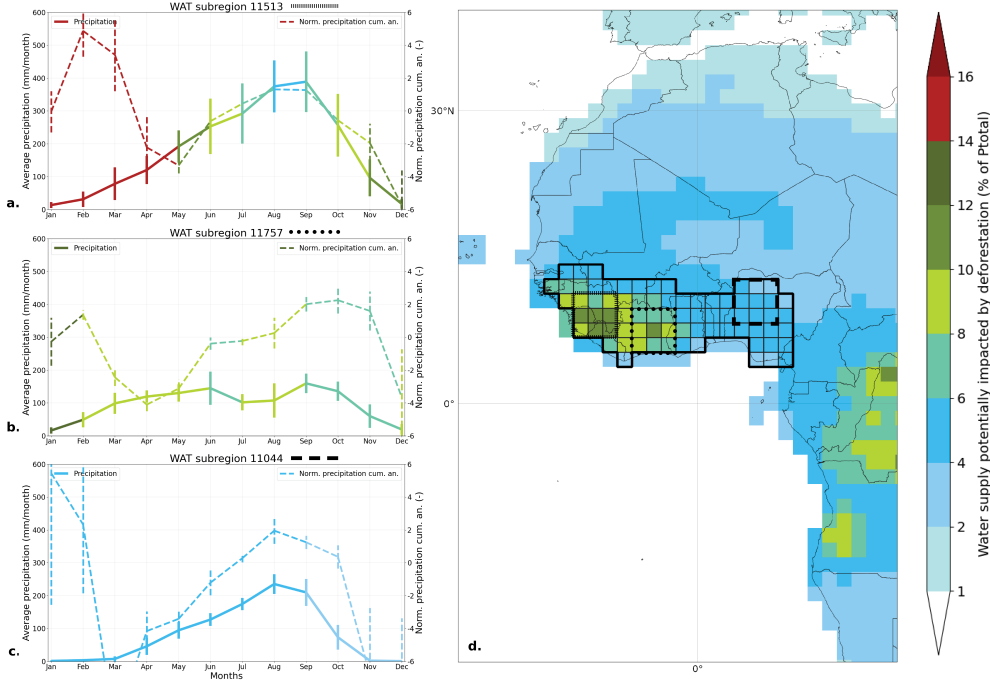 WAT subregion 11513
Average precipitation (mm/month)
600
500
400
300
200
100
0
Precipitation
Norm. precipitation cum. an.
6
4
2
0
-2
-4
-6
Norm. precipitation cum. an. (-)
a.
Jan Feb Mar Apr May Jun Jul Aug Sep Oct Nov Dec
WAT subregion 11757
Average precipitation (mm/month)
600
500
400
300
200
100
0
Precipitation
Norm. precipitation cum. an.
6
4
2
0
-2
-4
-6
Norm. precipitation cum. an. (-)
b.
Jan Feb Mar Apr May Jun Jul Aug Sep Oct Nov Dec
WAT subregion 11044
Average precipitation (mm/month)
600
500
400
300
200
100
0
Precipitation
Norm. precipitation cum. an.
6
4
2
0
-2
-4
-6
Norm. precipitation cum. an. (-)
c.
Jan Feb Mar Apr May Jun Jul Aug Sep Oct Nov Dec
Months
30°N
0°
d.
0°
16
14
12
10
8
6
4
2
1
Water supply potentially impacted by deforestation (% of Ptotal)